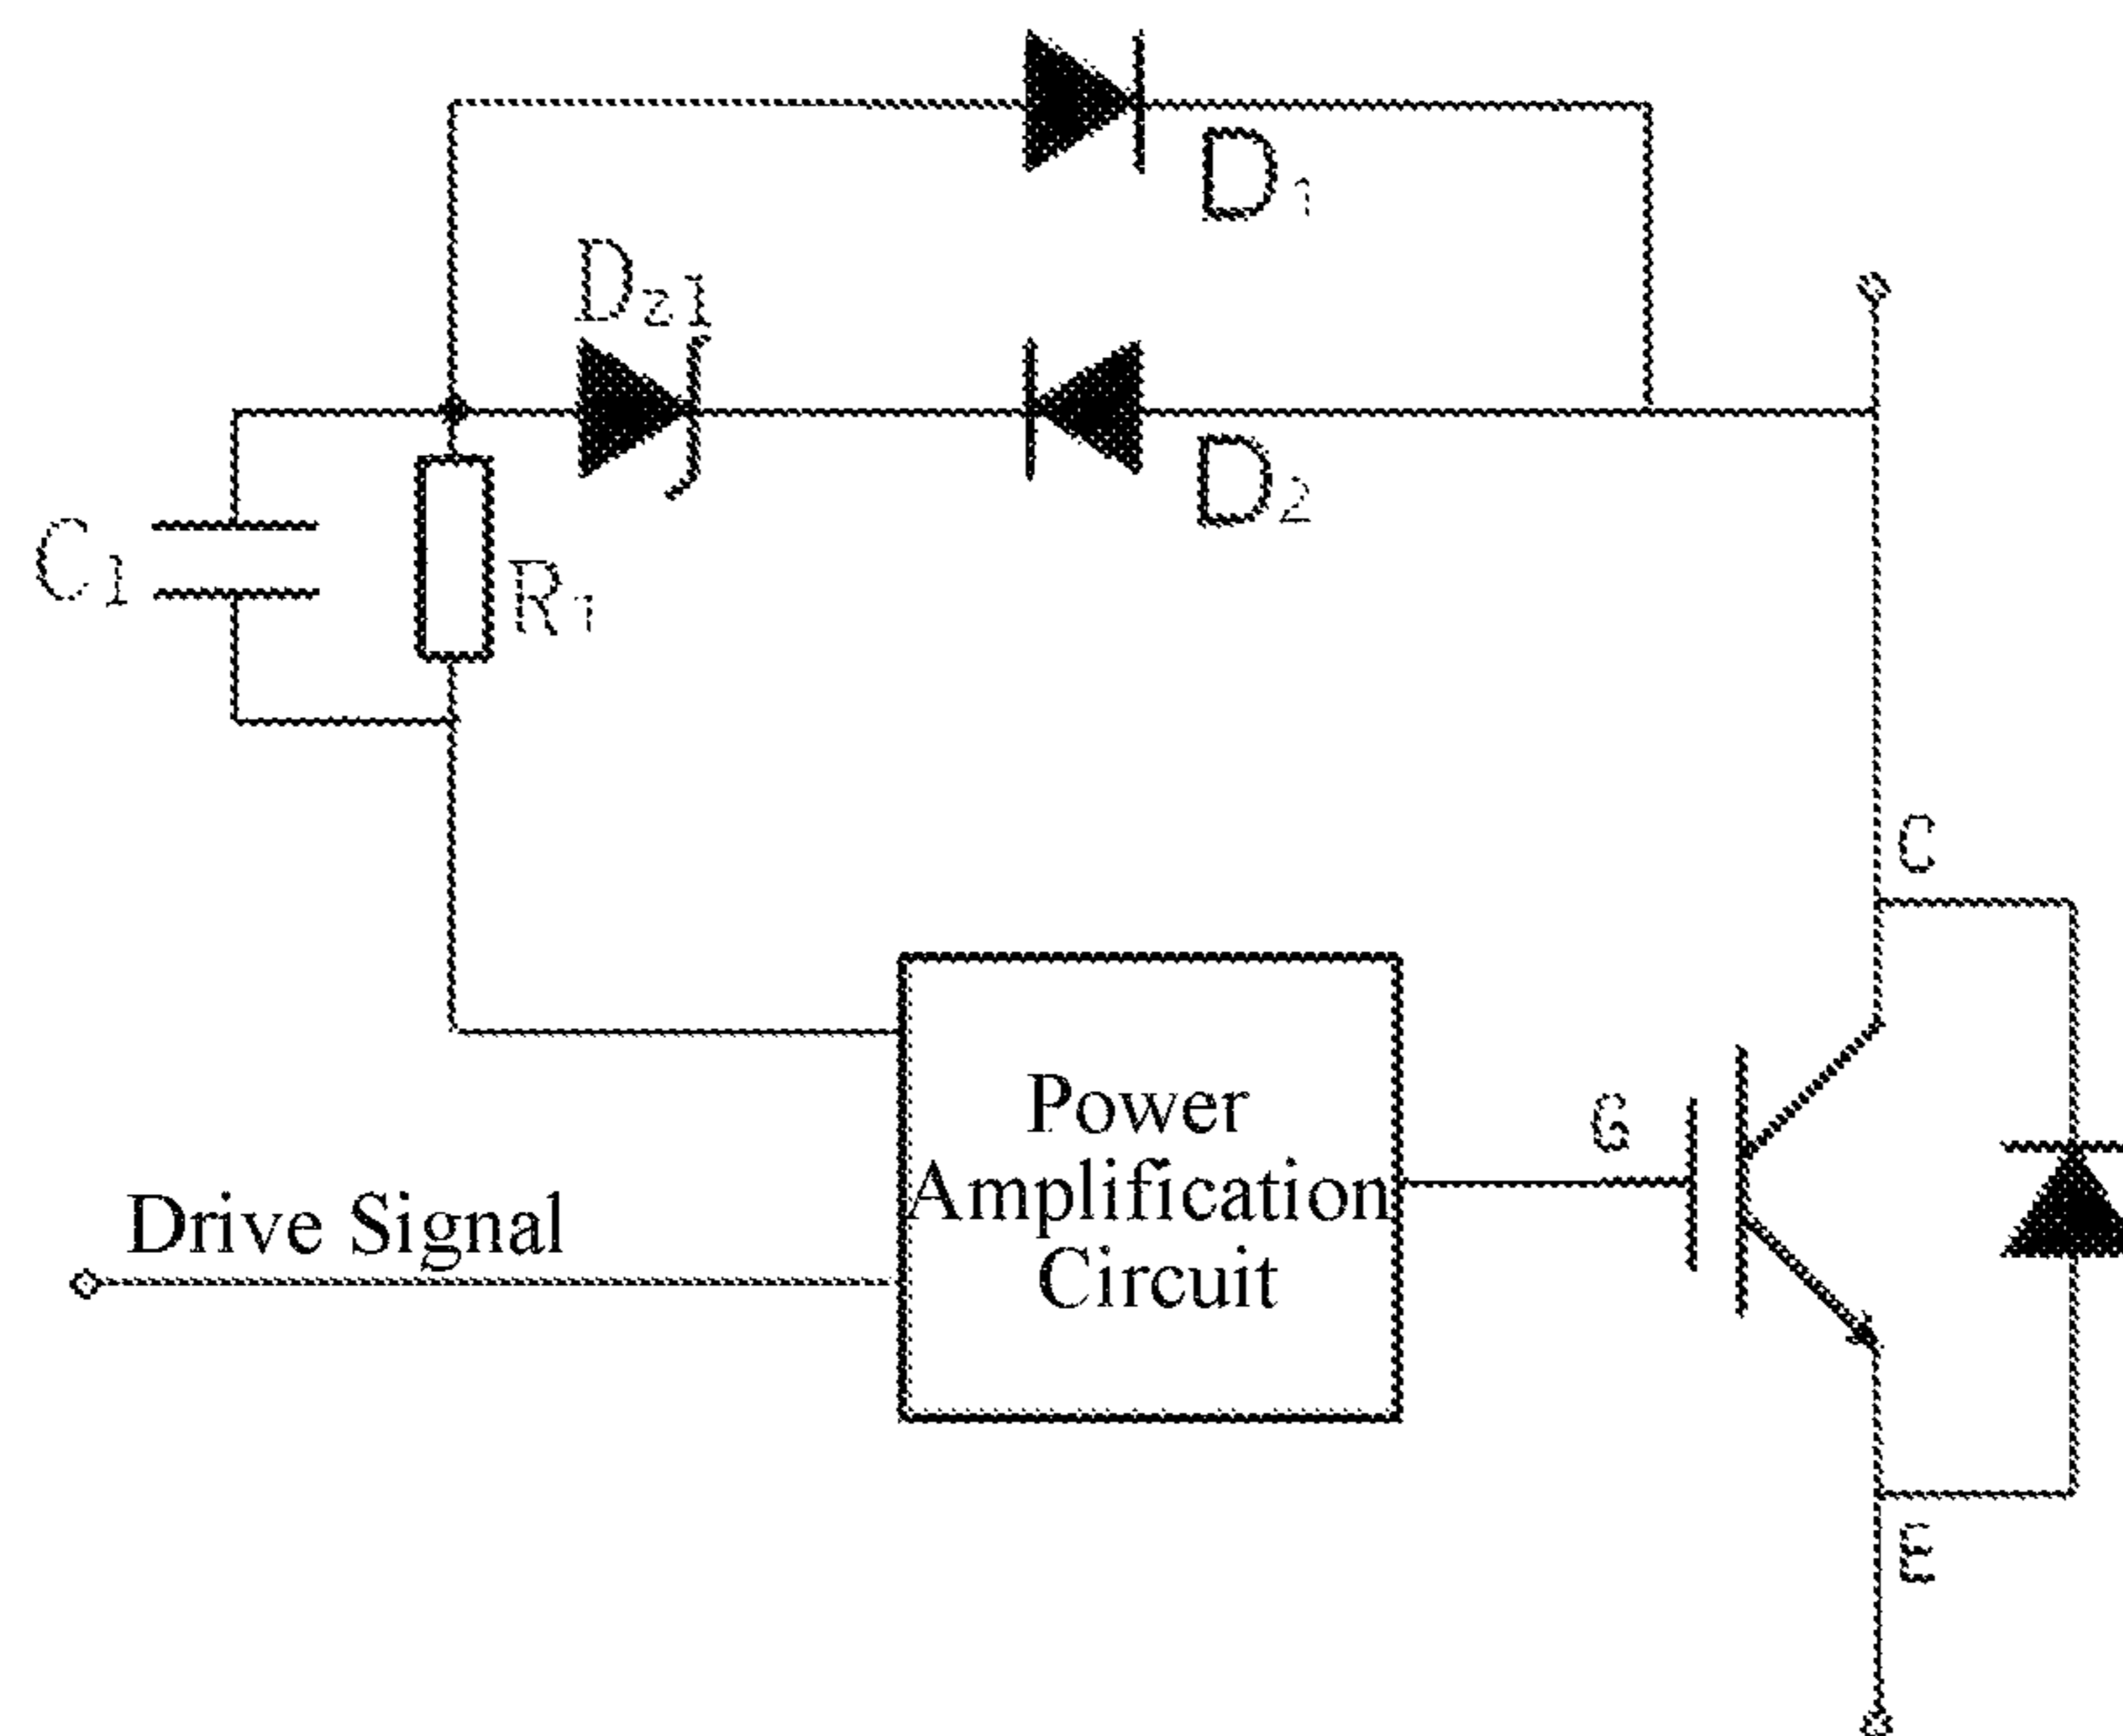 D1
Dz1
D2
C1
R1
C
Power
Amplification
Circuit
G
Drive Signal
E